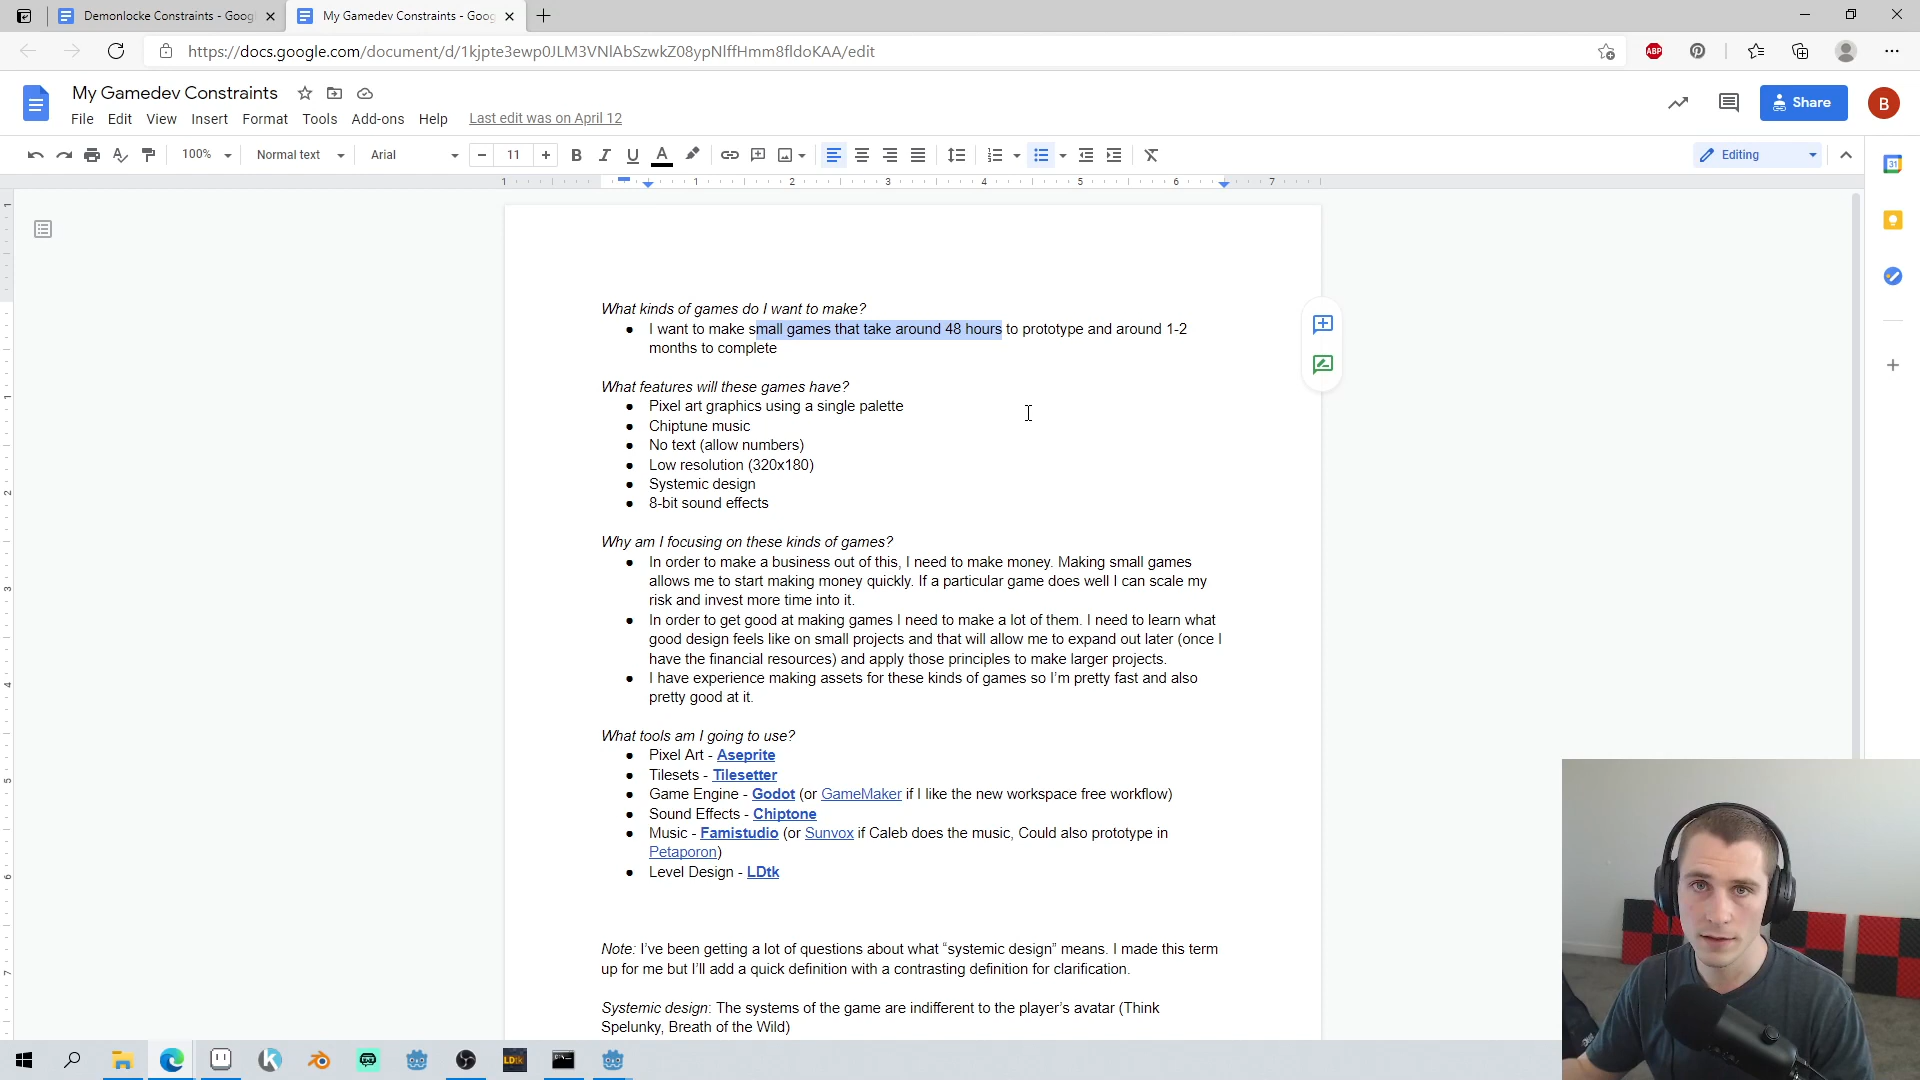 Demonlocke Constraints - Goog
My Gamedev Constraints - Goog
https://docs.google.com/document/d/1kjpte3ewp0JLM3VNlAbSzwkZ08ypNlffHmm8fldoKAA/edit
ABP
My Gamedev Constraints
Share
B
File Edit View Insert Format Tools Add-ons Help Last edit was on April 12
100% Normal text Arial 11 B I U A Editing
31
1 1 2 3 4 5 6 7
What kinds of games do I want to make?
● I want to make small games that take around 48 hours to prototype and around 1-2
months to complete
What features will these games have?
● Pixel art graphics using a single palette
● Chiptune music
● No text (allow numbers)
● Low resolution (320x180)
● Systemic design
● 8-bit sound effects
Why am I focusing on these kinds of games?
● In order to make a business out of this, I need to make money. Making small games
allows me to start making money quickly. If a particular game does well I can scale my
risk and invest more time into it.
● In order to get good at making games I need to make a lot of them. I need to learn what
good design feels like on small projects and that will allow me to expand out later (once I
have the financial resources) and apply those principles to make larger projects.
● I have experience making assets for these kinds of games so I'm pretty fast and also
pretty good at it.
What tools am I going to use?
● Pixel Art - Aseprite
● Tilesets - Tilesetter
● Game Engine - Godot (or GameMaker if I like the new workspace free workflow)
● Sound Effects - Chiptone
● Music - Famistudio (or Sunvox if Caleb does the music, Could also prototype in
Petaporon)
● Level Design - LDtk
Note: I've been getting a lot of questions about what “systemic design” means. I made this term
up for me but I'll add a quick definition with a contrasting definition for clarification.
Systemic design: The systems of the game are indifferent to the player's avatar (Think
Spelunky, Breath of the Wild)
LDtk